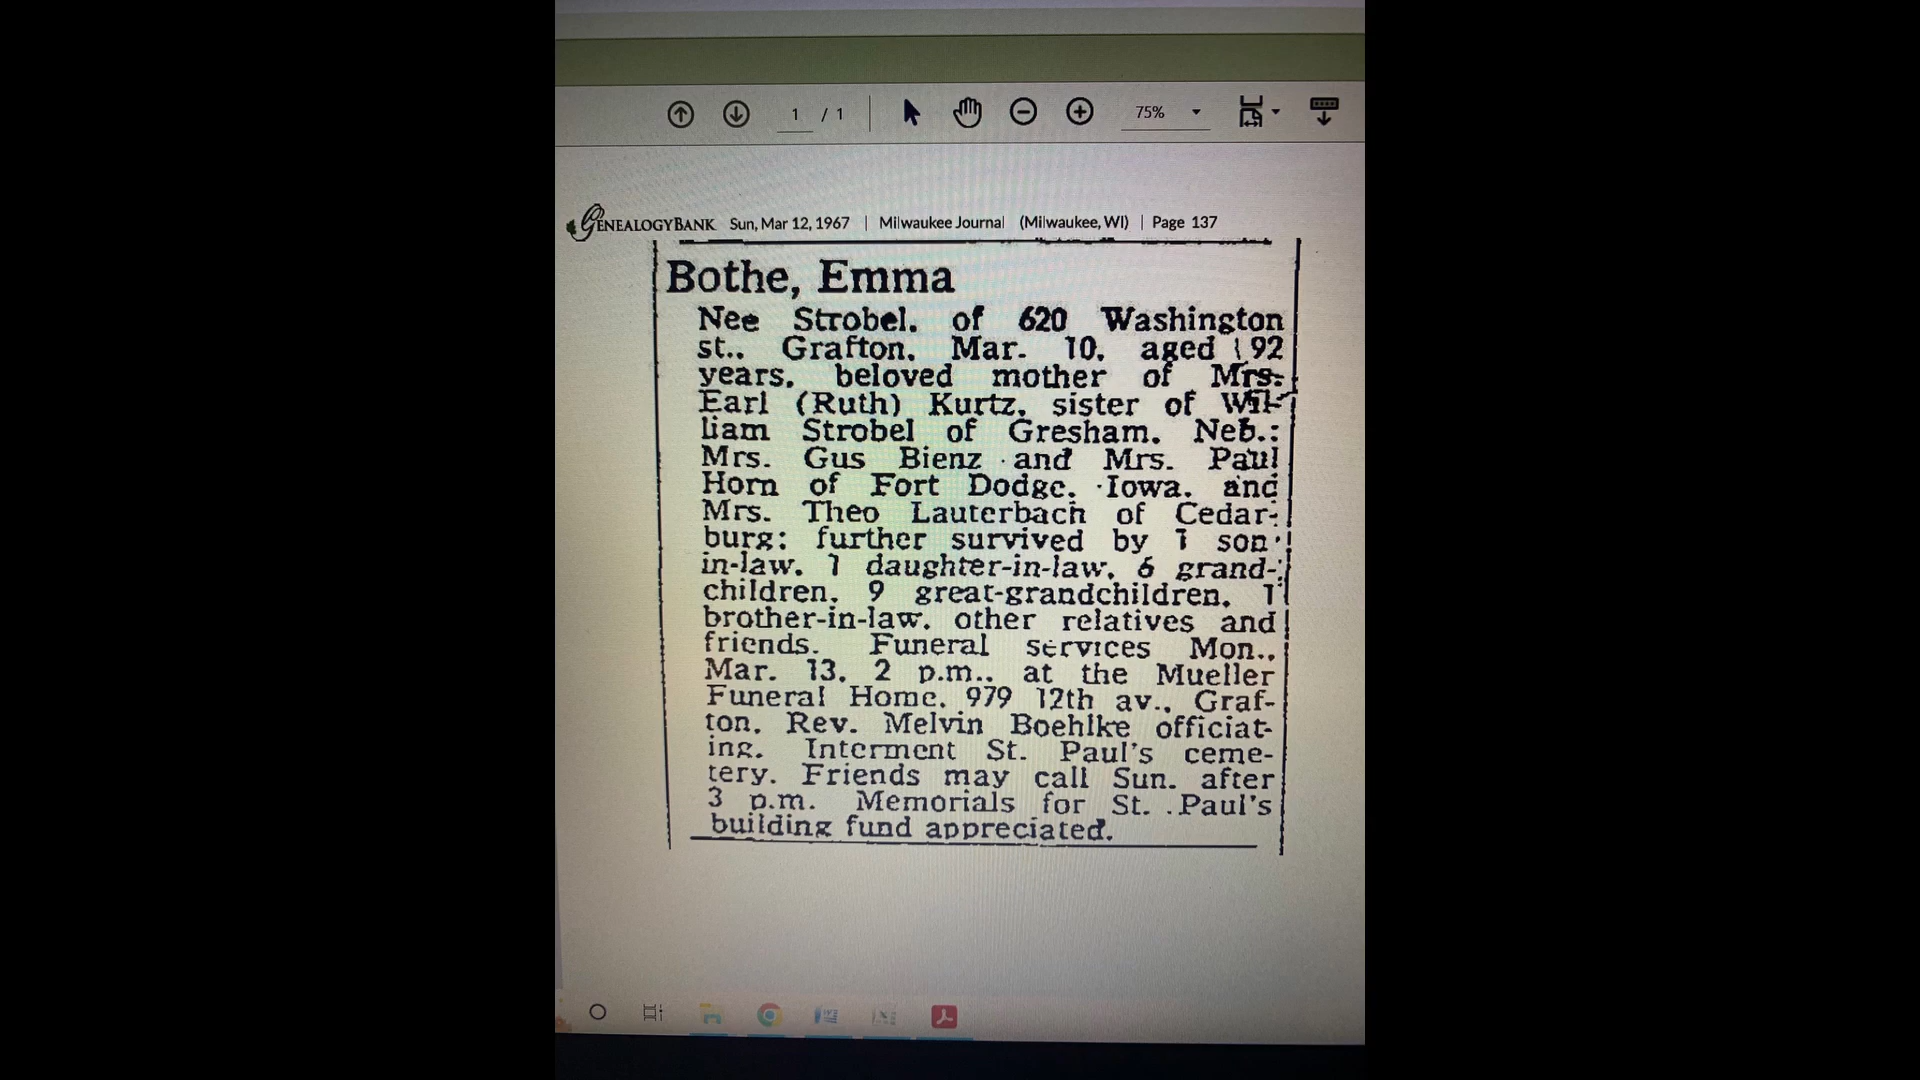 1 / 1 75%
GENEALOGYBANK Sun, Mar 12, 1967 | Milwaukee Journal (Milwaukee, WI) | Page 137
Bothe, Emma
Nee Strobel. of 620 Washington
st.. Grafton. Mar. 10. aged 92
years. beloved mother of Mrs.
Earl (Ruth) Kurtz. sister of Wil-
liam Strobel of Gresham. Neb.:
Mrs. Gus Bienz and Mrs. Paul
Horn of Fort Dodge. Iowa. and
Mrs. Theo Lauterbach of Cedar-
burg: further survived by 1 son-
in-law. 1 daughter-in-law. 6 grand-
children. 9 great-grandchildren. 1
brother-in-law. other relatives and
friends. Funeral services Mon..
Mar. 13. 2 p.m.. at the Mueller
Funeral Home. 979 12th av.. Graf-
ton. Rev. Melvin Boehlke officiat-
ing. Interment St. Paul's ceme-
tery. Friends may call Sun. after
3 p.m. Memorials for St. Paul's
building fund appreciated.